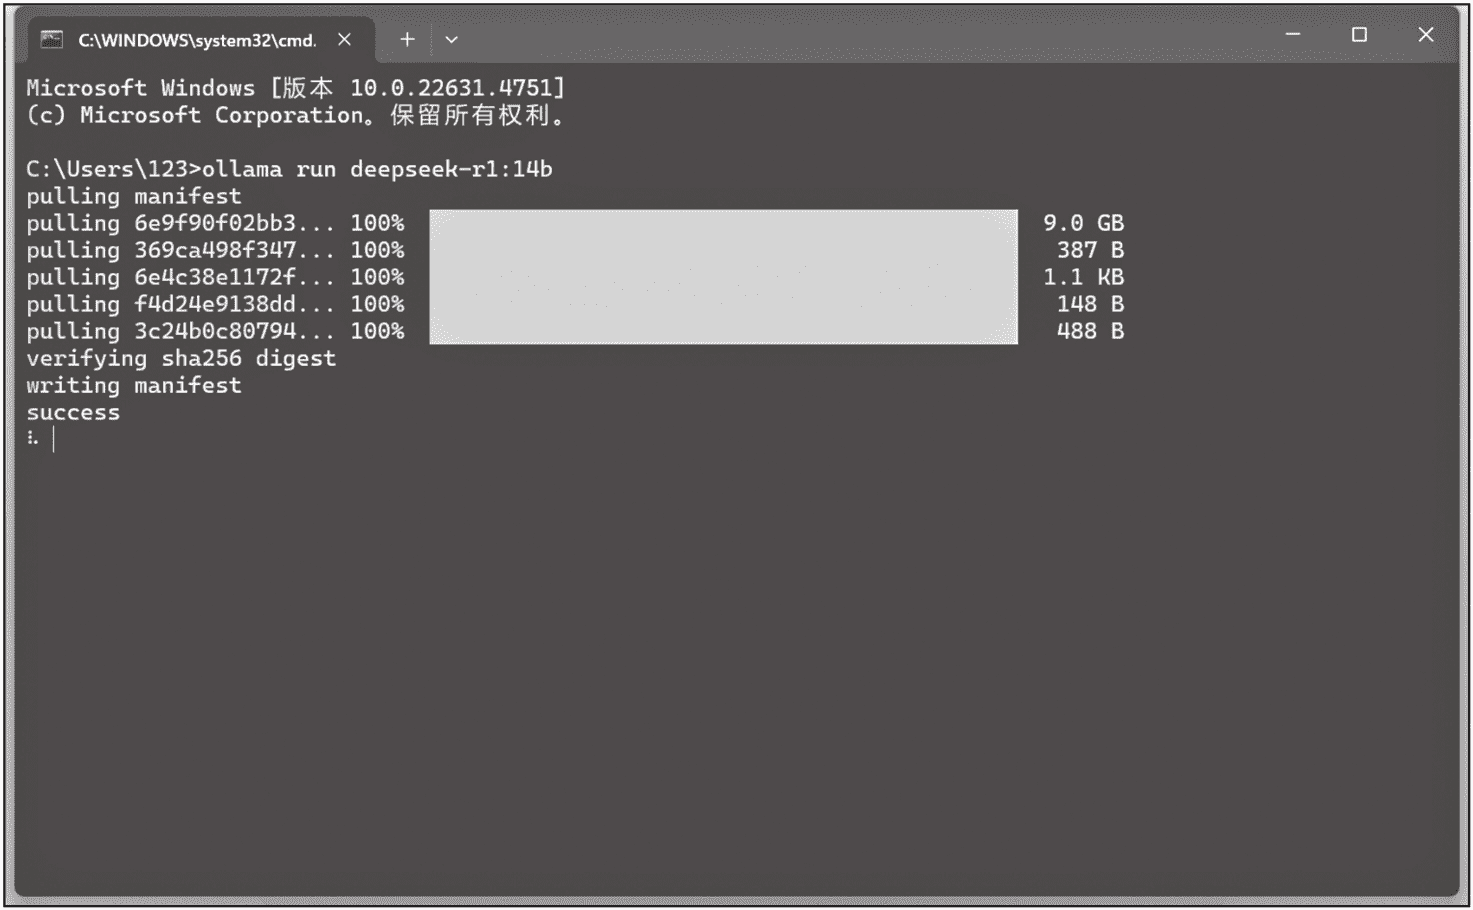 C:\WINDOWS\system32\cmd.
Microsoft Windows [版本 10.0.22631.4751]
(c) Microsoft Corporation。保留所有权利。
C:\Users\123>ollama run deepseek-r1:14b
pulling manifest
pulling 6e9f90f02bb3... 100% 9.0 GB
pulling 369ca498f347... 100% 387 B
pulling 6e4c38e1172f... 100% 1.1 KB
pulling f4d24e9138dd... 100% 148 B
pulling 3c24b0c80794... 100% 488 B
verifying sha256 digest
writing manifest
success